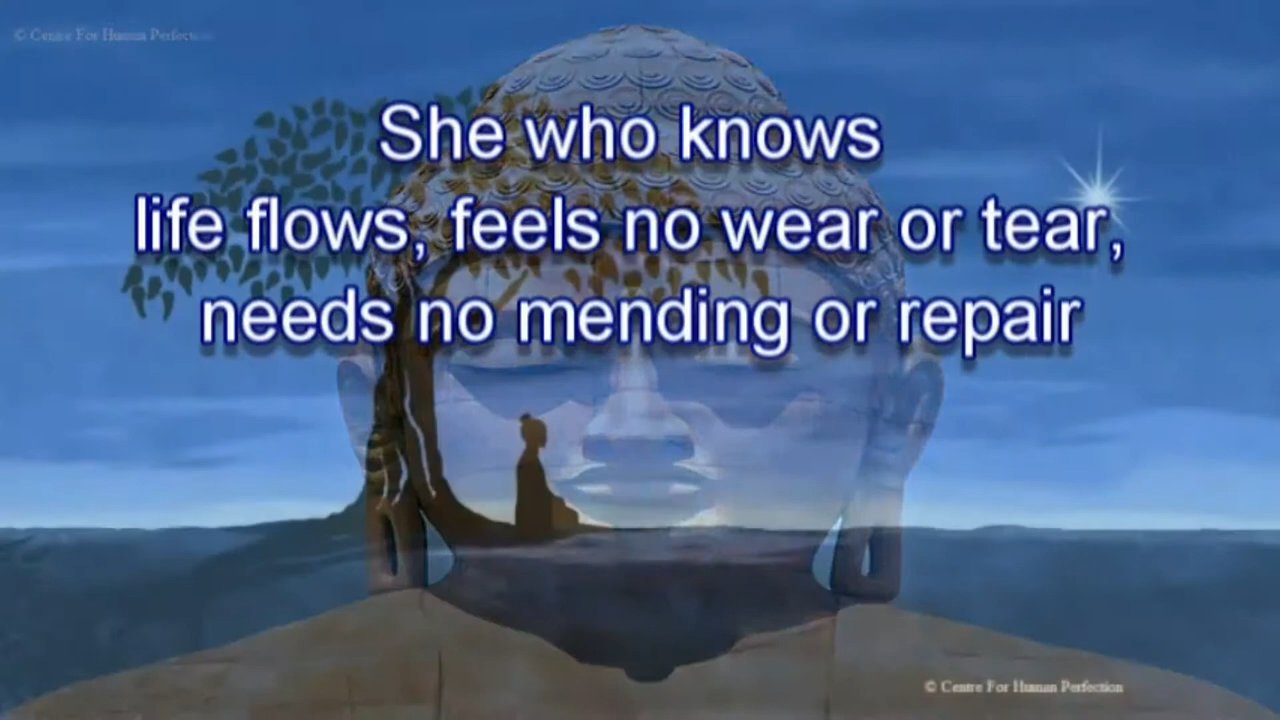 © Centre For Human Perfection
She who knows
life flows, feels no wear or tear,
needs no mending or repair
© Centre For Human Perfection